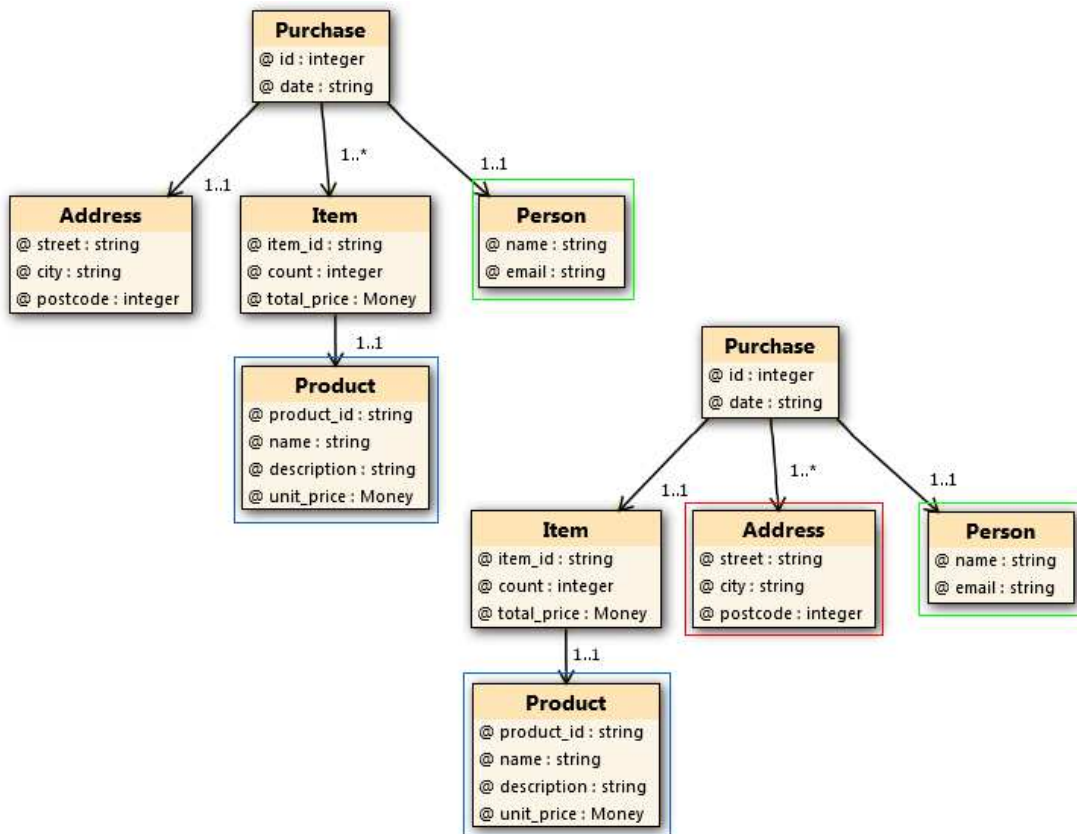 Purchase
@ id : integer
@ date : string
1..1
1..*
1..1
Address
@ street : string
@ city : string
@ postcode : integer
Item
@ item_id : string
@ count : integer
@ total_price : Money
Person
@ name : string
@ email : string
1..1
Product
@ product_id : string
@ name : string
@ description : string
@ unit_price : Money
Purchase
@ id : integer
@ date : string
1..1
1..*
1..1
Item
@ item_id : string
@ count : integer
@ total_price : Money
Address
@ street : string
@ city : string
@ postcode : integer
Person
@ name : string
@ email : string
1..1
Product
@ product_id : string
@ name : string
@ description : string
@ unit_price : Money